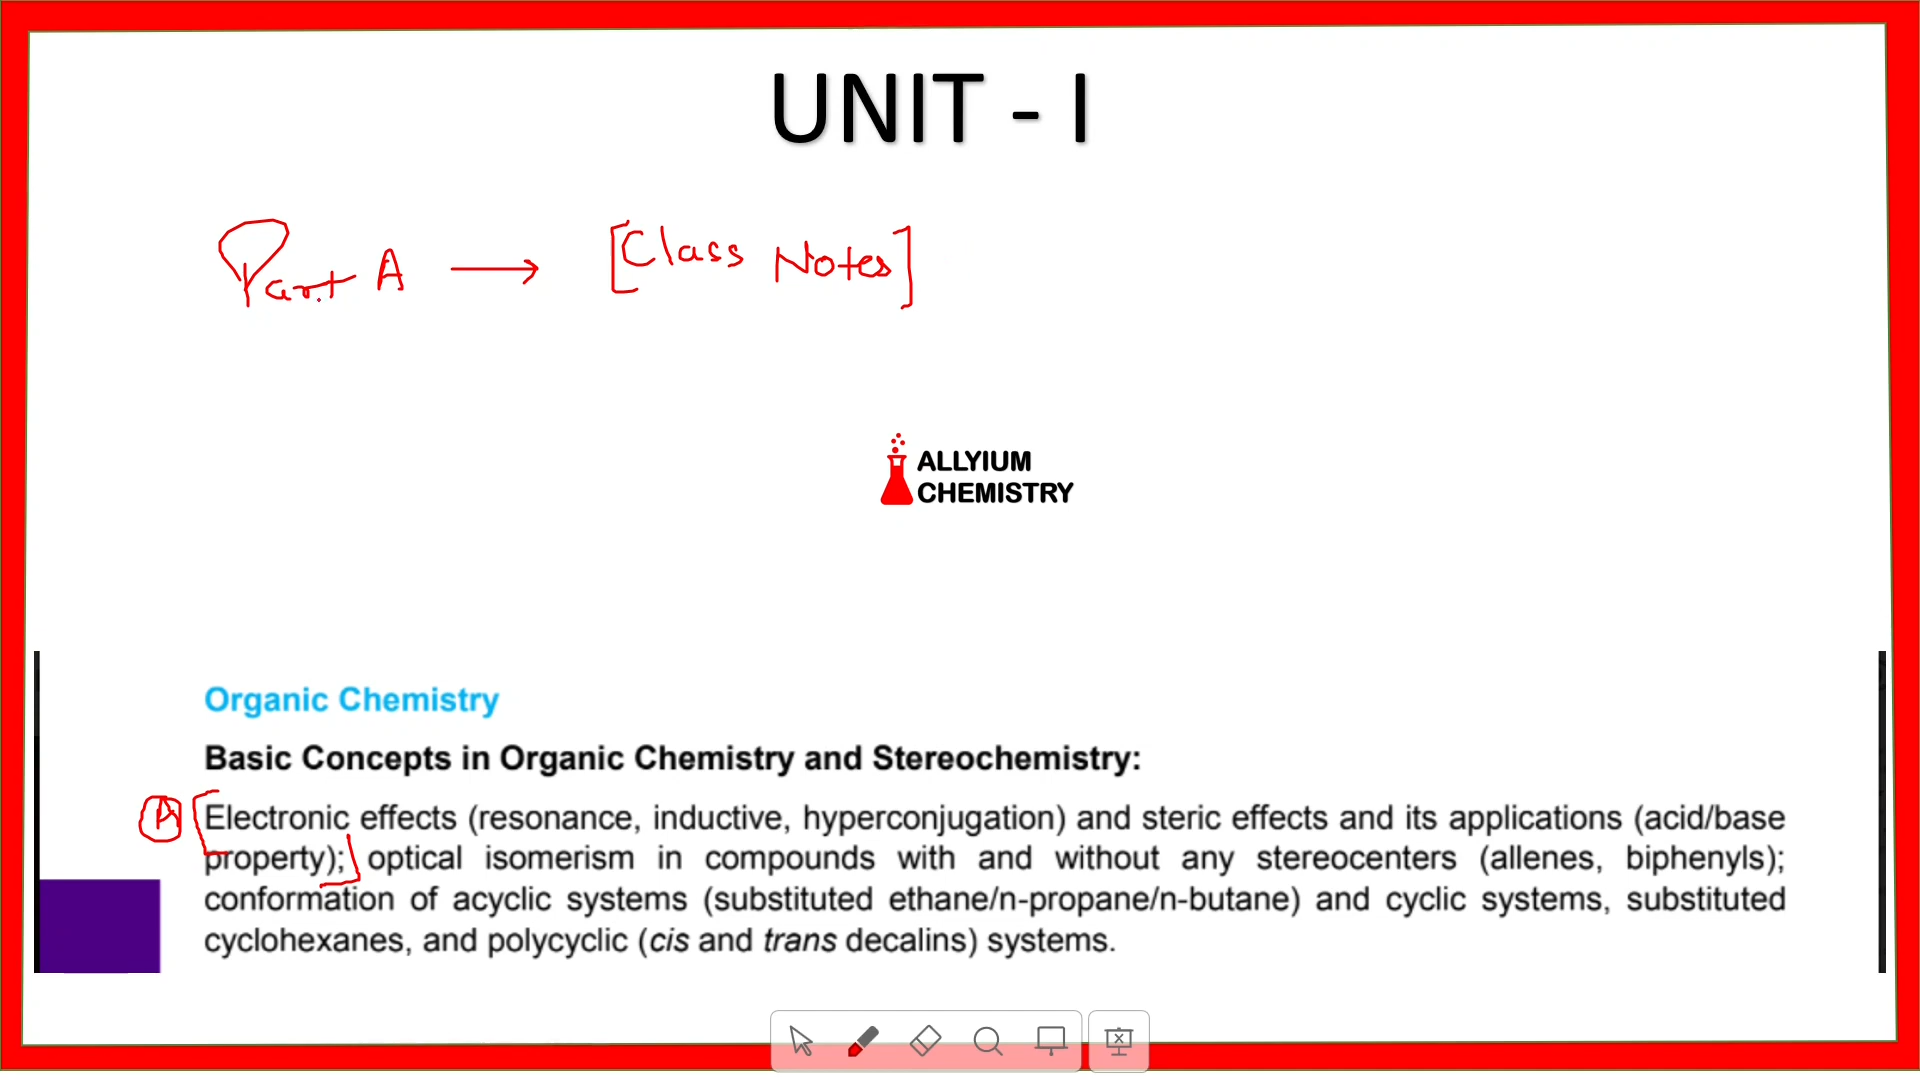 UNIT - I
Part A → [Class Notes]
ALLYIUM
CHEMISTRY
Organic Chemistry
Basic Concepts in Organic Chemistry and Stereochemistry:
A [Electronic effects (resonance, inductive, hyperconjugation) and steric effects and its applications (acid/base
property);] optical isomerism in compounds with and without any stereocenters (allenes, biphenyls);
conformation of acyclic systems (substituted ethane/n-propane/n-butane) and cyclic systems, substituted
cyclohexanes, and polycyclic (cis and trans decalins) systems.